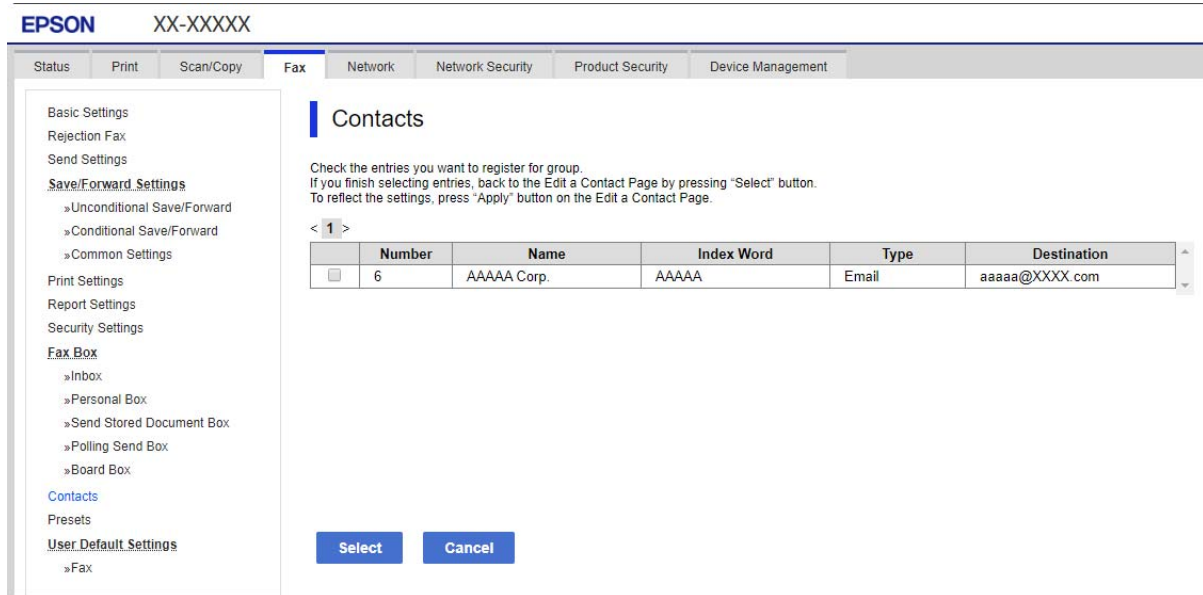 EPSON XX-XXXXX
Status Print Scan/Copy Fax Network Network Security Product Security Device Management
Basic Settings
Rejection Fax
Send Settings
Save/Forward Settings
»Unconditional Save/Forward
»Conditional Save/Forward
»Common Settings
Print Settings
Report Settings
Security Settings
Fax Box
»Inbox
»Personal Box
»Send Stored Document Box
»Polling Send Box
»Board Box
Contacts
Presets
User Default Settings
»Fax
Contacts
Check the entries you want to register for group.
If you finish selecting entries, back to the Edit a Contact Page by pressing “Select” button.
To reflect the settings, press “Apply” button on the Edit a Contact Page.
< 1 >
Number Name Index Word Type Destination
6 AAAAA Corp. AAAAA Email aaaaa@XXXX.com
Select Cancel